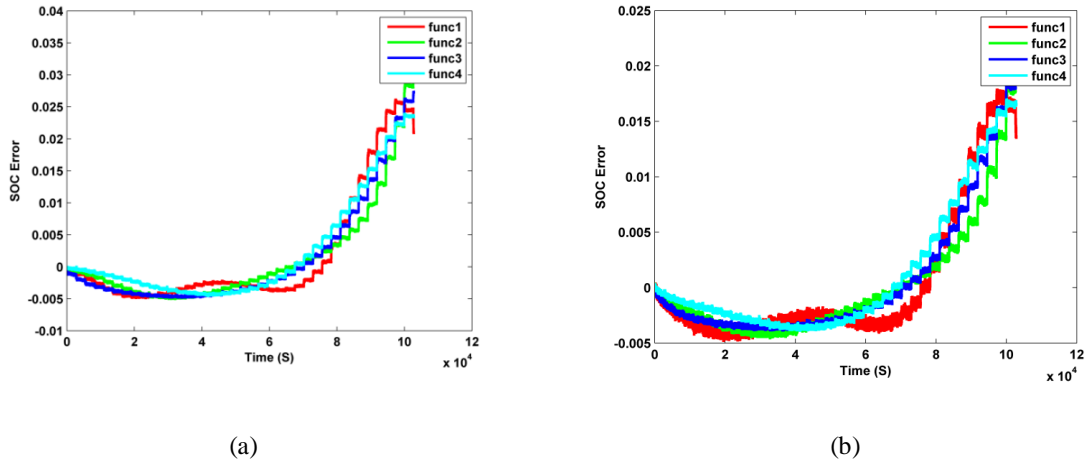 0.04
0.035
0.03
0.025
0.02
0.015
0.01
0.005
0
-0.005
-0.01
SOC Error
0 2 4 6 8 10 12
Time (S)
x 10^4
func1
func2
func3
func4
(a)
0.025
0.02
0.015
0.01
0.005
0
-0.005
SOC Error
0 2 4 6 8 10 12
Time (S)
x 10^4
func1
func2
func3
func4
(b)